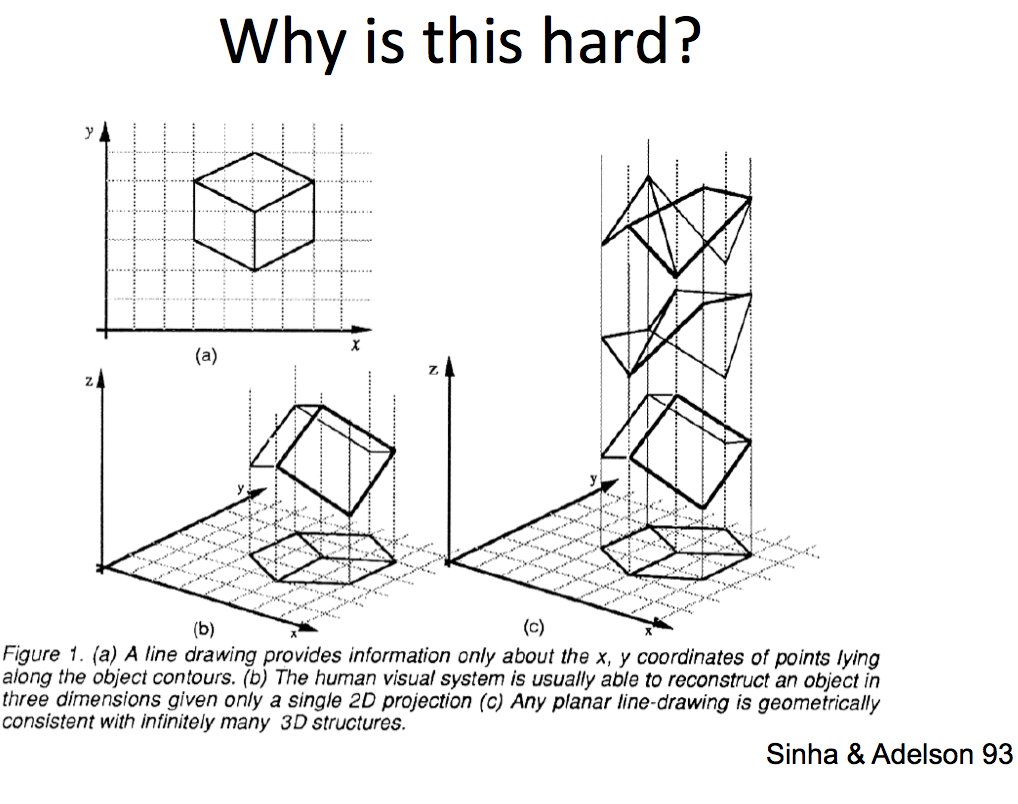 Why is this hard?
y
x
(a)
z
y
x
(b)
z
y
x
(c)
Figure 1. (a) A line drawing provides information only about the x, y coordinates of points lying
along the object contours. (b) The human visual system is usually able to reconstruct an object in
three dimensions given only a single 2D projection (c) Any planar line-drawing is geometrically
consistent with infinitely many 3D structures.
Sinha & Adelson 93